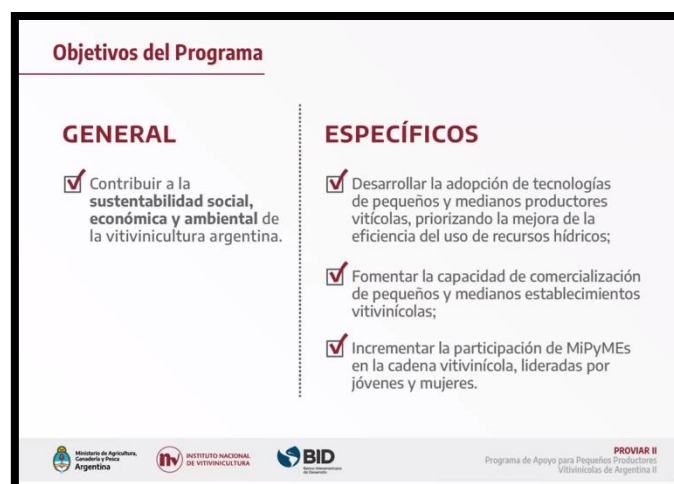 Objetivos del Programa
GENERAL
Contribuir a la
sustentabilidad social,
económica y ambiental de
la vitivinicultura argentina.
ESPECÍFICOS
Desarrollar la adopción de tecnologías
de pequeños y medianos productores
vitícolas, priorizando la mejora de la
eficiencia del uso de recursos hídricos;
Fomentar la capacidad de comercialización
de pequeños y medianos establecimientos
vitivinícolas;
Incrementar la participación de MiPyMEs
en la cadena vitivinícola, lideradas por
jóvenes y mujeres.
Ministerio de Agricultura,
Ganadería y Pesca
Argentina
INSTITUTO NACIONAL
DE VITIVINICULTURA
BID
Banco Interamericano
de Desarrollo
PROVIAR II
Programa de Apoyo para Pequeños Productores
Vitivinícolas de Argentina II